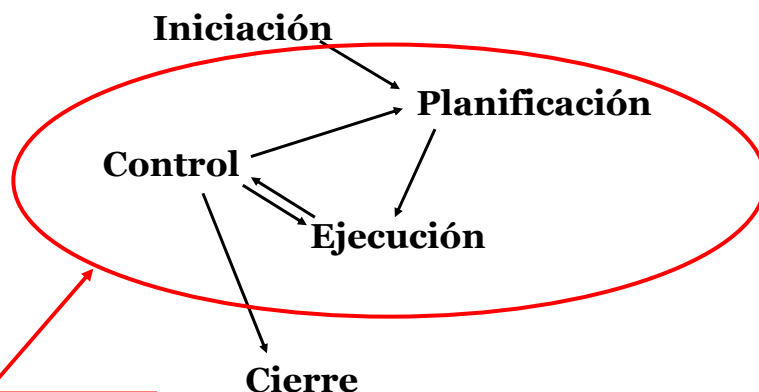 Iniciación
Planificación
Control
Ejecución
Cierre